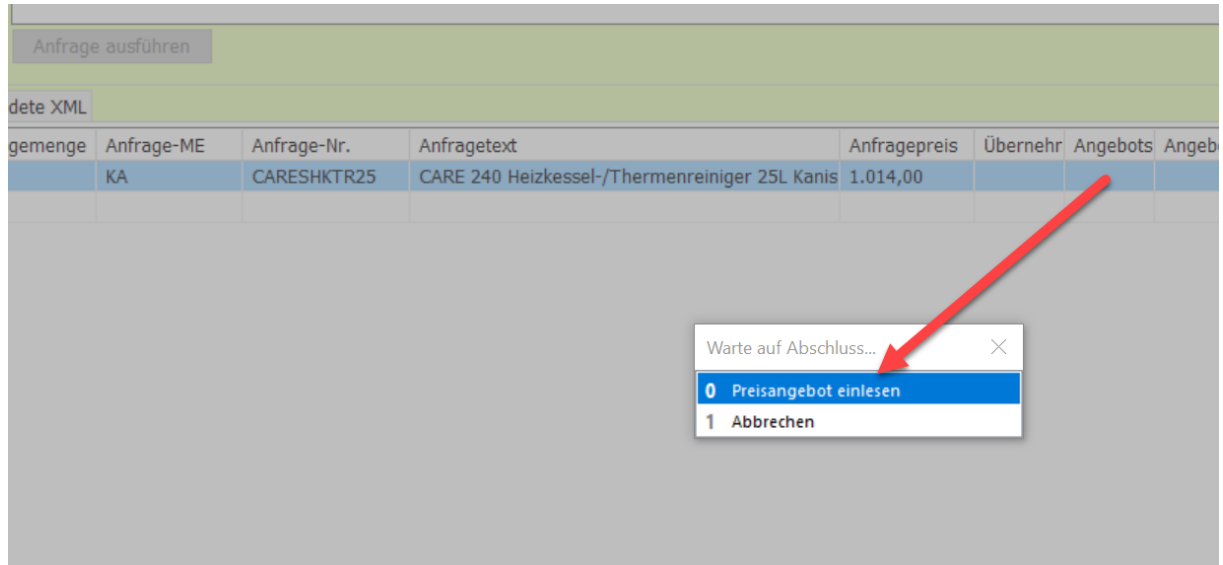 Anfrage ausführen
dete XML
gemenge Anfrage-ME Anfrage-Nr. Anfragetext Anfragepreis Übernehr Angebots Angebo
KA CARESHKTR25 CARE 240 Heizkessel-/Thermenreiniger 25L Kanis 1.014,00
Warte auf Abschluss...
0 Preisangebot einlesen
1 Abbrechen